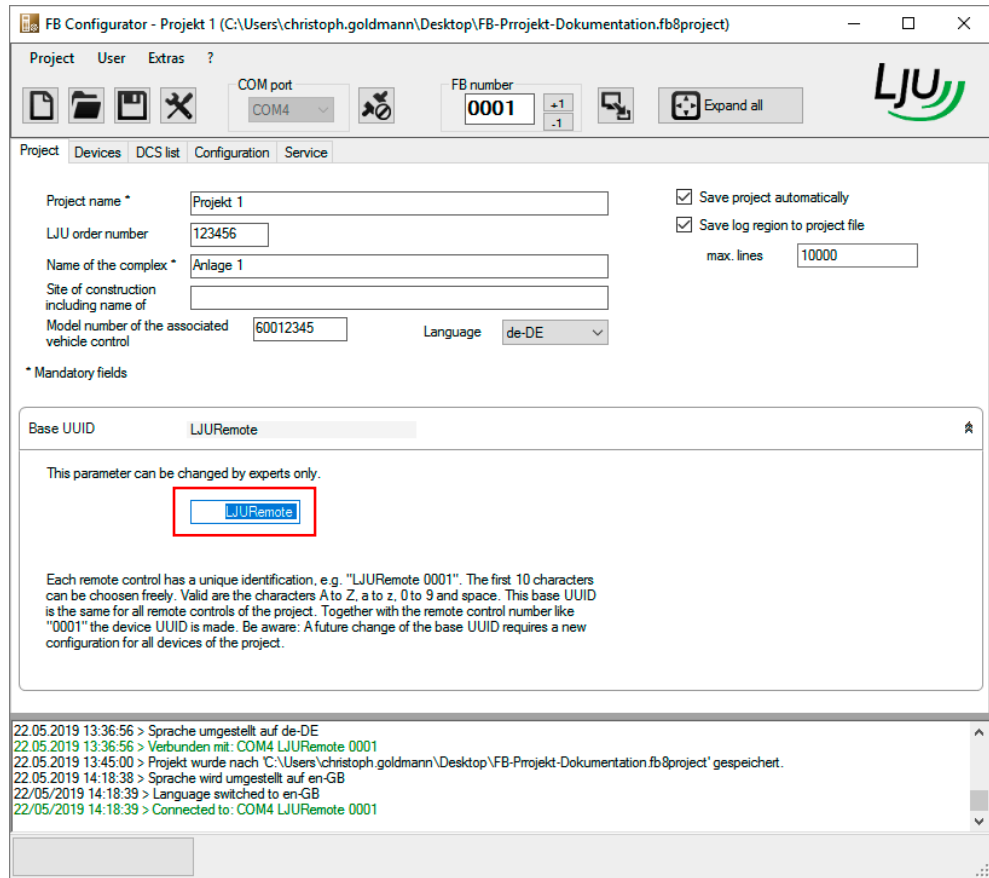 FB Configurator - Projekt 1 (C:\Users\christoph.goldmann\Desktop\FB-Prrojekt-Dokumentation.fb8project)
Project User Extras ?
COM port
COM4
FB number
0001
+1
-1
Expand all
LJU
Project Devices DCS list Configuration Service
Project name *
Projekt 1
LJU order number
123456
Name of the complex *
Anlage 1
Site of construction
including name of
Model number of the associated
vehicle control
60012345
Language
de-DE
Save project automatically
Save log region to project file
max. lines
10000
* Mandatory fields
Base UUID
LJURemote
This parameter can be changed by experts only.
LJURemote
Each remote control has a unique identification, e.g. "LJURemote 0001". The first 10 characters
can be choosen freely. Valid are the characters A to Z, a to z, 0 to 9 and space. This base UUID
is the same for all remote controls of the project. Together with the remote control number like
"0001" the device UUID is made. Be aware: A future change of the base UUID requires a new
configuration for all devices of the project.
22.05.2019 13:36:56 > Sprache umgestellt auf de-DE
22.05.2019 13:36:56 > Verbunden mit: COM4 LJURemote 0001
22.05.2019 13:45:00 > Projekt wurde nach 'C:\Users\christoph.goldmann\Desktop\FB-Prrojekt-Dokumentation.fb8project' gespeichert.
22.05.2019 14:18:38 > Sprache wird umgestellt auf en-GB
22/05/2019 14:18:39 > Language switched to en-GB
22/05/2019 14:18:39 > Connected to: COM4 LJURemote 0001